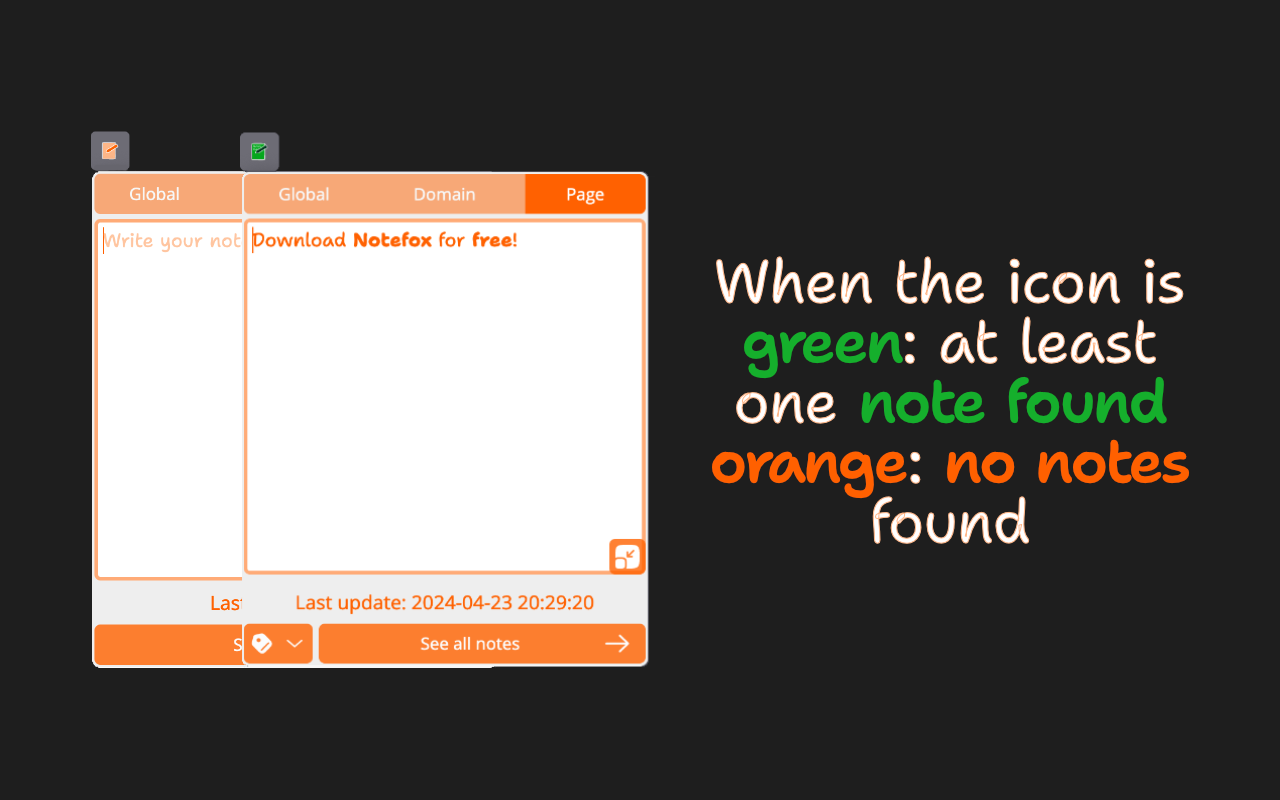 Global
Write your not
Las
S
Global Domain Page
Download Notefox for free!
Last update: 2024-04-23 20:29:20
See all notes
When the icon is
green: at least
one note found
orange: no notes
found